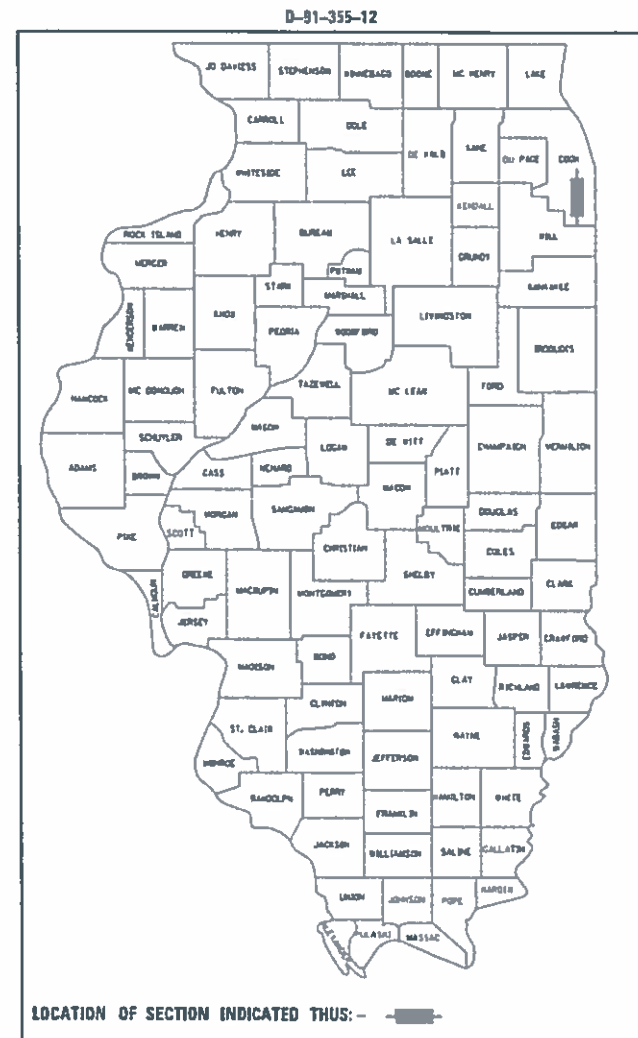 D-91-355-12
JO DAVIESS STEPHENSON WINNEBAGO BOONE MC HENRY LAKE
CARROLL OGLE DE KALB KANE DU PAGE COOK
WHITESIDE LEE
KENDALL
ROCK ISLAND HENRY BUREAU LA SALLE GRUNDY WILL
MERCER STARK PUTNAM MARSHALL KANKAKEE
HENDERSON WARREN KNOX PEORIA WOODFORD LIVINGSTON IROQUOIS
HANCOCK MC DONOUGH FULTON TAZEWELL MC LEAN FORD
SCHUYLER MASON LOGAN DE WITT CHAMPAIGN VERMILION
ADAMS BROWN CASS MENARD MACON PIATT
PIKE SCOTT MORGAN SANGAMON CHRISTIAN MOULTRIE DOUGLAS EDGAR
COLES
CALHOUN GREENE MACOUPIN MONTGOMERY SHELBY CUMBERLAND CLARK
JERSEY FAYETTE EFFINGHAM JASPER CRAWFORD
MADISON BOND
CLINTON MARION CLAY RICHLAND LAWRENCE
ST. CLAIR WASHINGTON JEFFERSON WAYNE EDWARDS WABASH
MONROE
RANDOLPH PERRY FRANKLIN HAMILTON WHITE
JACKSON WILLIAMSON SALINE GALLATIN
UNION JOHNSON POPE HARDIN
ALEXANDER PULASKI MASSAC
LOCATION OF SECTION INDICATED THUS: -